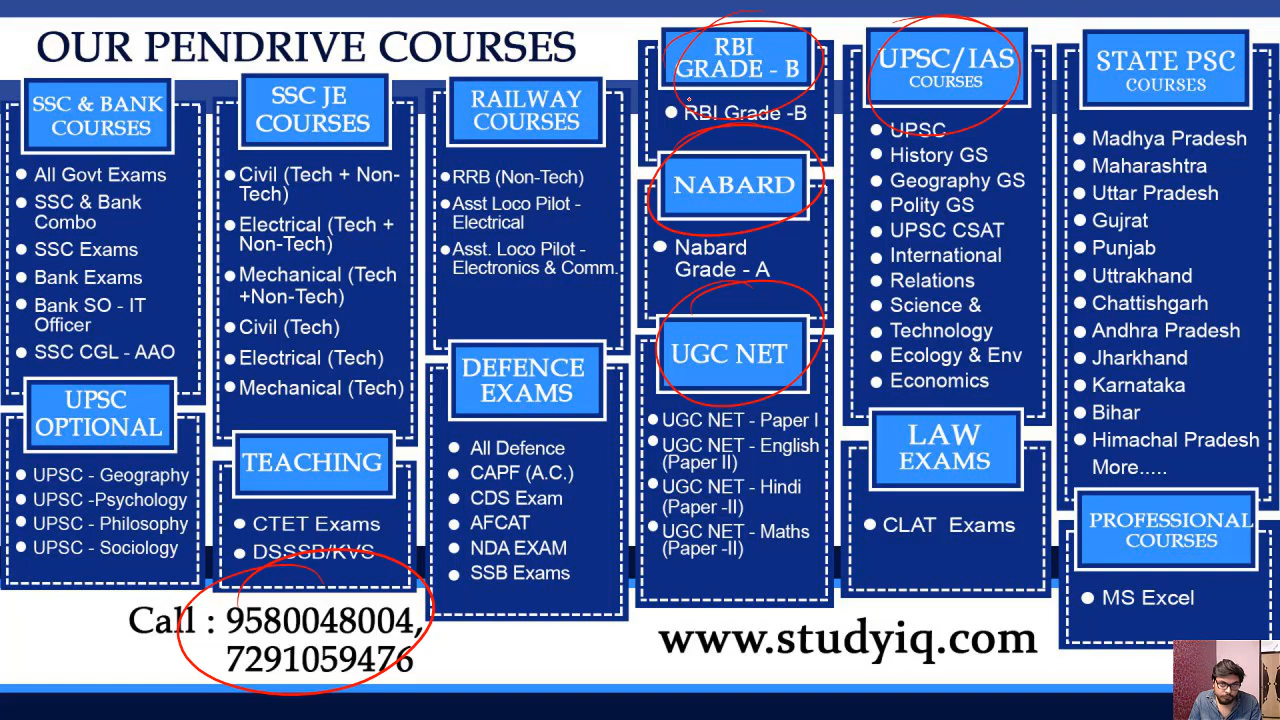 OUR PENDRIVE COURSES
SSC & BANK
COURSES
All Govt Exams
SSC & Bank
Combo
SSC Exams
Bank Exams
Bank SO - IT
Officer
SSC CGL - AAO
UPSC
OPTIONAL
UPSC - Geography
UPSC -Psychology
UPSC - Philosophy
UPSC - Sociology
SSC JE
COURSES
Civil (Tech + Non-
Tech)
Electrical (Tech +
Non-Tech)
Mechanical (Tech
+Non-Tech)
Civil (Tech)
Electrical (Tech)
Mechanical (Tech)
TEACHING
CTET Exams
DSSSB/KVS
RAILWAY
COURSES
RRB (Non-Tech)
Asst Loco Pilot -
Electrical
Asst. Loco Pilot -
Electronics & Comm.
DEFENCE
EXAMS
All Defence
CAPF (A.C.)
CDS Exam
AFCAT
NDA EXAM
SSB Exams
RBI
GRADE - B
RBI Grade -B
NABARD
Nabard
Grade - A
UGC NET
UGC NET - Paper I
UGC NET - English
(Paper II)
UGC NET - Hindi
(Paper -II)
UGC NET - Maths
(Paper -II)
UPSC/IAS
COURSES
UPSC
History GS
Geography GS
Polity GS
UPSC CSAT
International
Relations
Science &
Technology
Ecology & Env
Economics
LAW
EXAMS
CLAT Exams
STATE PSC
COURSES
Madhya Pradesh
Maharashtra
Uttar Pradesh
Gujrat
Punjab
Uttrakhand
Chattishgarh
Andhra Pradesh
Jharkhand
Karnataka
Bihar
Himachal Pradesh
More.....
PROFESSIONAL
COURSES
MS Excel
Call : 9580048004,
7291059476
www.studyiq.com